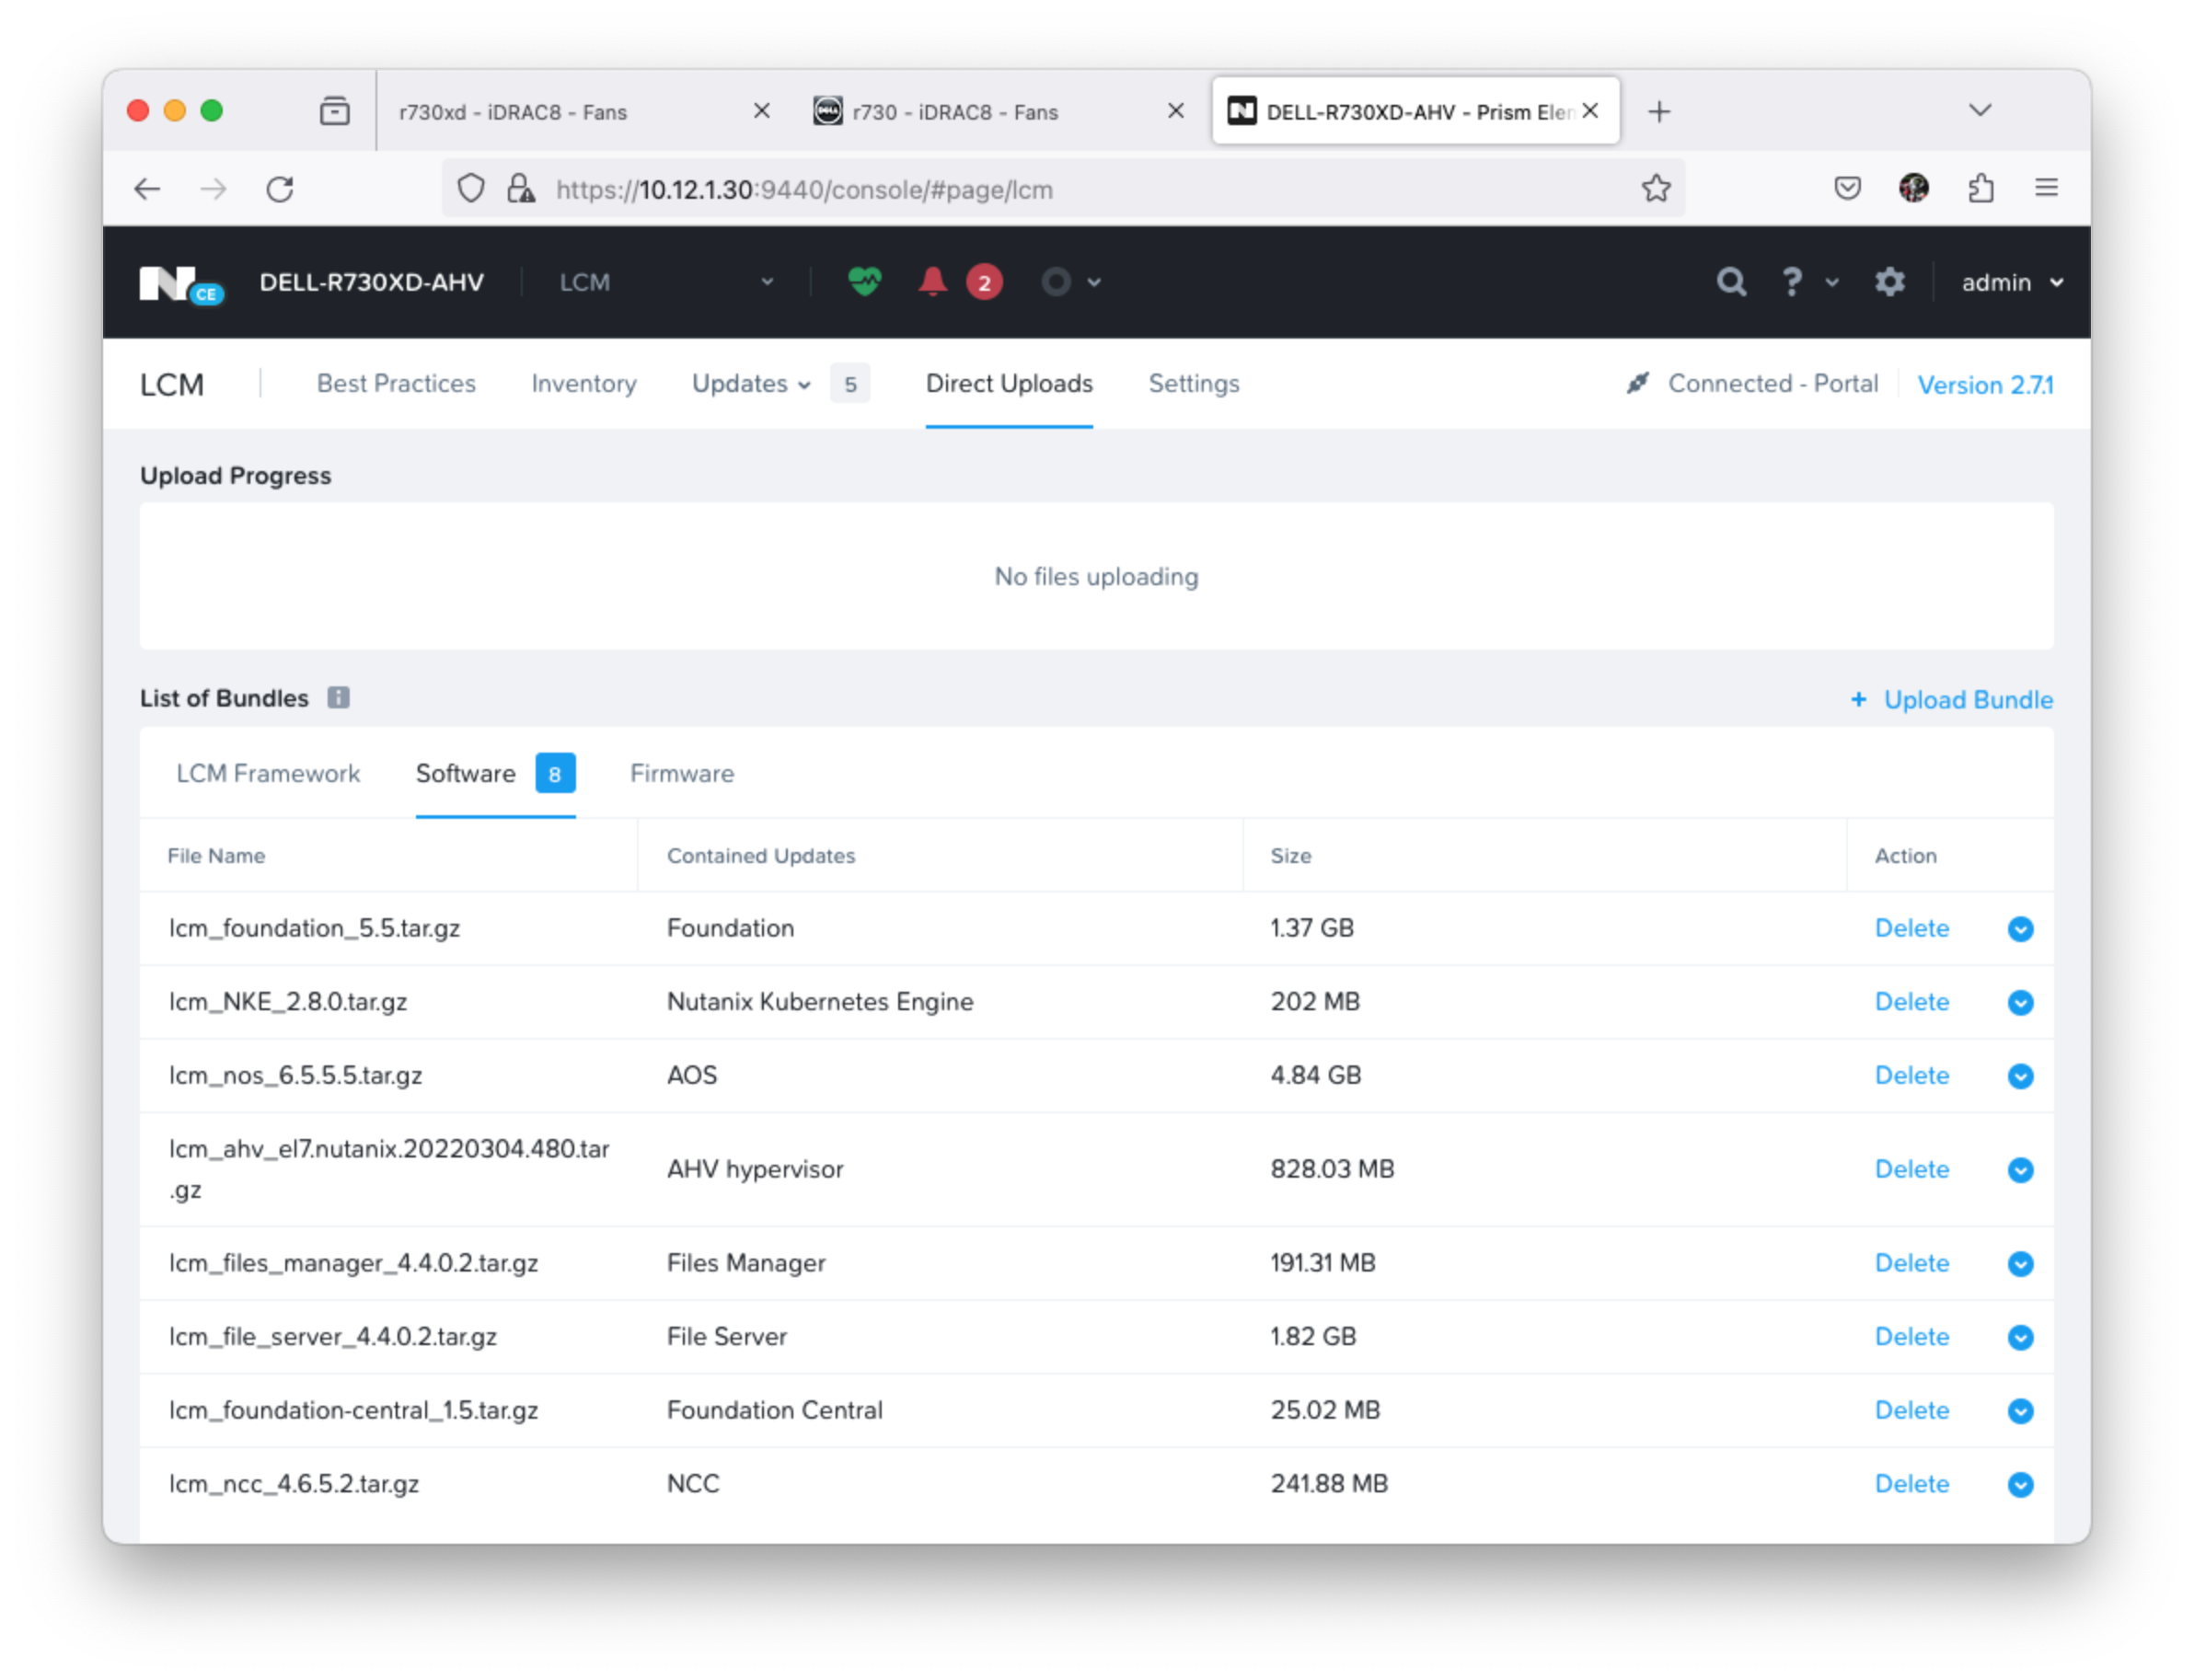 r730xd - iDRAC8 - Fans
r730 - iDRAC8 - Fans
DELL-R730XD-AHV - Prism Elen
https://10.12.1.30:9440/console/#page/lcm
N CE
DELL-R730XD-AHV
LCM
2
?
admin
LCM
Best Practices
Inventory
Updates
5
Direct Uploads
Settings
Connected - Portal
Version 2.7.1
Upload Progress
No files uploading
List of Bundles
+ Upload Bundle
LCM Framework
Software
8
Firmware
File Name
Contained Updates
Size
Action
lcm_foundation_5.5.tar.gz
Foundation
1.37 GB
Delete
lcm_NKE_2.8.0.tar.gz
Nutanix Kubernetes Engine
202 MB
Delete
lcm_nos_6.5.5.5.tar.gz
AOS
4.84 GB
Delete
lcm_ahv_el7.nutanix.20220304.480.tar
.gz
AHV hypervisor
828.03 MB
Delete
lcm_files_manager_4.4.0.2.tar.gz
Files Manager
191.31 MB
Delete
lcm_file_server_4.4.0.2.tar.gz
File Server
1.82 GB
Delete
lcm_foundation-central_1.5.tar.gz
Foundation Central
25.02 MB
Delete
lcm_ncc_4.6.5.2.tar.gz
NCC
241.88 MB
Delete